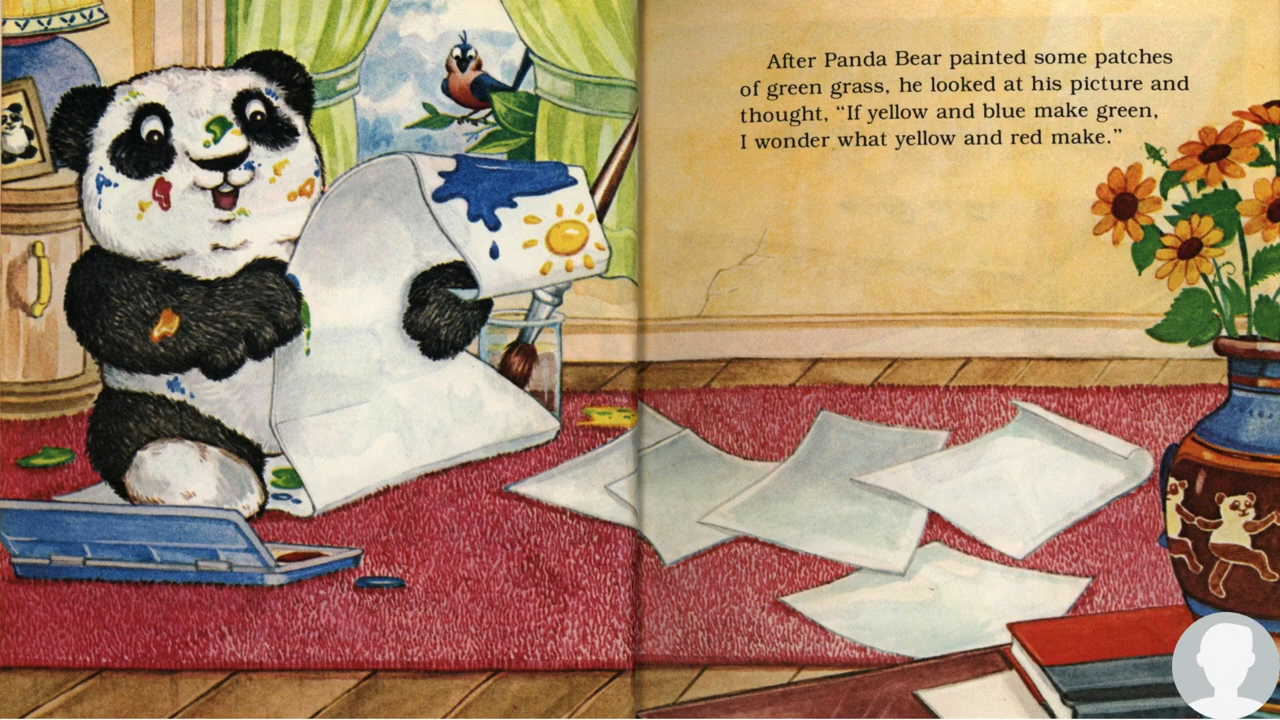 After Panda Bear painted some patches
of green grass, he looked at his picture and
thought, “If yellow and blue make green,
I wonder what yellow and red make.”